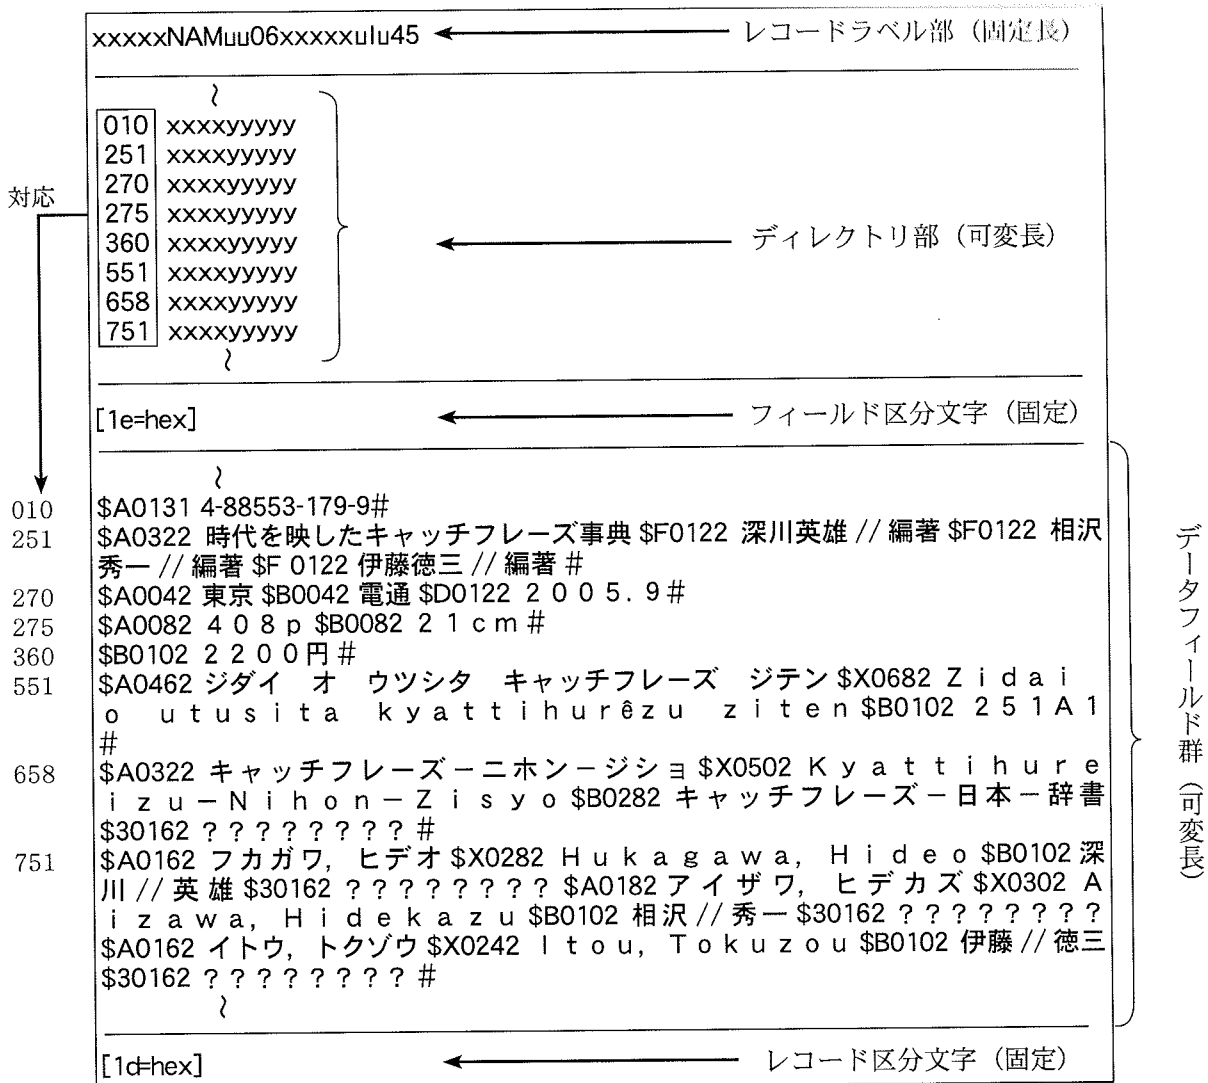 xxxxxNAM␣␣06xxxxx␣l␣45 レコードラベル部（固定長）
010 xxxxyyyyy
251 xxxxyyyyy
270 xxxxyyyyy
対応
275 xxxxyyyyy
360 xxxxyyyyy ディレクトリ部（可変長）
551 xxxxyyyyy
658 xxxxyyyyy
751 xxxxyyyyy
[1e=hex] フィールド区分文字（固定）
010 $A0131 4-88553-179-9#
251 $A0322 時代を映したキャッチフレーズ事典 $F0122 深川英雄 // 編著 $F0122 相沢
秀一 // 編著 $F 0122 伊藤徳三 // 編著 #
270 $A0042 東京 $B0042 電通 $D0122 ２００５．９#
275 $A0082 ４０８ｐ $B0082 ２１ｃｍ#
360 $B0102 ２２００円 #
551 $A0462 ジダイ　オ　ウツシタ　キャッチフレーズ　ジテン $X0682 Ｚｉｄａｉ
ｏ　ｕｔｕｓｉｔａ　ｋｙａｔｔｉｈｕｒêｚｕ　ｚｉｔｅｎ $B0102 ２５１Ａ１
#
658 $A0322 キャッチフレーズ－ニホン－ジショ $X0502 Ｋｙａｔｔｉｈｕｒｅ
ｉｚｕ－Ｎｉｈｏｎ－Ｚｉｓｙｏ $B0282 キャッチフレーズ－日本－辞書
$30162 ？？？？？？？？#
751 $A0162 フカガワ，ヒデオ $X0282 Ｈｕｋａｇａｗａ，Ｈｉｄｅｏ $B0102 深
川 // 英雄 $30162 ？？？？？？？？ $A0182 アイザワ，ヒデカズ $X0302 Ａ
ｉｚａｗａ，Ｈｉｄｅｋａｚｕ $B0102 相沢 // 秀一 $30162 ？？？？？？？？
$A0162 イトウ，トクゾウ $X0242 Ｉｔｏｕ，Ｔｏｋｕｚｏｕ $B0102 伊藤 // 徳三
$30162 ？？？？？？？？#
データフィールド群（可変長）
[1d=hex] レコード区分文字（固定）